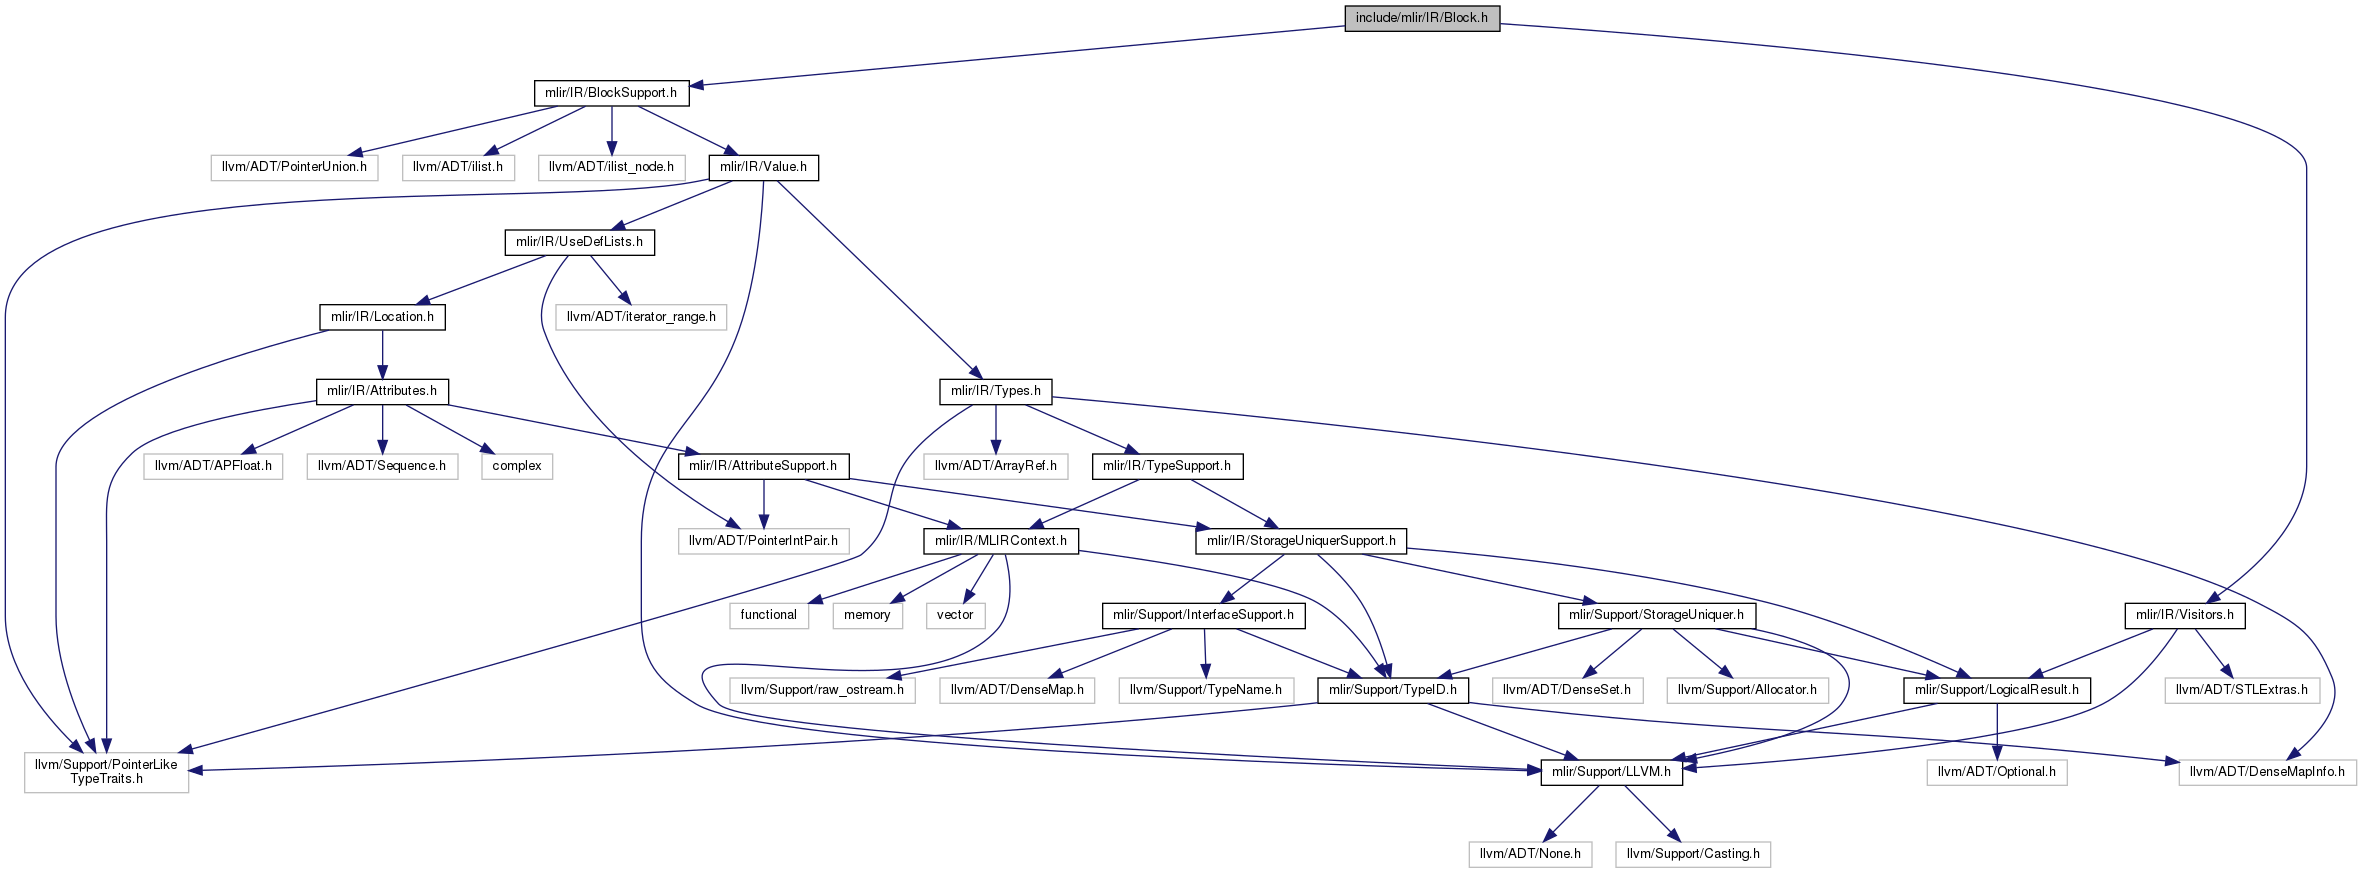 include/mlir/IR/Block.h
mlir/IR/BlockSupport.h
llvm/ADT/PointerUnion.h
llvm/ADT/ilist.h
llvm/ADT/ilist_node.h
mlir/IR/Value.h
mlir/IR/UseDefLists.h
mlir/IR/Location.h
llvm/ADT/iterator_range.h
mlir/IR/Attributes.h
mlir/IR/Types.h
llvm/ADT/APFloat.h
llvm/ADT/Sequence.h
complex
mlir/IR/AttributeSupport.h
llvm/ADT/ArrayRef.h
mlir/IR/TypeSupport.h
llvm/ADT/PointerIntPair.h
mlir/IR/MLIRContext.h
mlir/IR/StorageUniquerSupport.h
functional
memory
vector
mlir/Support/InterfaceSupport.h
mlir/Support/StorageUniquer.h
mlir/IR/Visitors.h
llvm/Support/raw_ostream.h
llvm/ADT/DenseMap.h
llvm/Support/TypeName.h
mlir/Support/TypeID.h
llvm/ADT/DenseSet.h
llvm/Support/Allocator.h
mlir/Support/LogicalResult.h
llvm/ADT/STLExtras.h
llvm/Support/PointerLike
TypeTraits.h
mlir/Support/LLVM.h
llvm/ADT/Optional.h
llvm/ADT/DenseMapInfo.h
llvm/ADT/None.h
llvm/Support/Casting.h